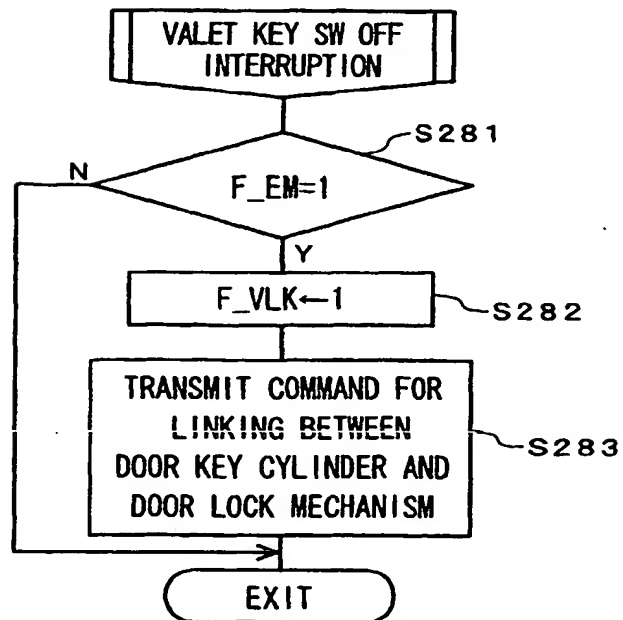 VALET KEY SW OFF
INTERRUPTION
S281
N
F_EM=1
Y
F_VLK←1
S282
TRANSMIT COMMAND FOR
LINKING BETWEEN
DOOR KEY CYLINDER AND
DOOR LOCK MECHANISM
S283
EXIT